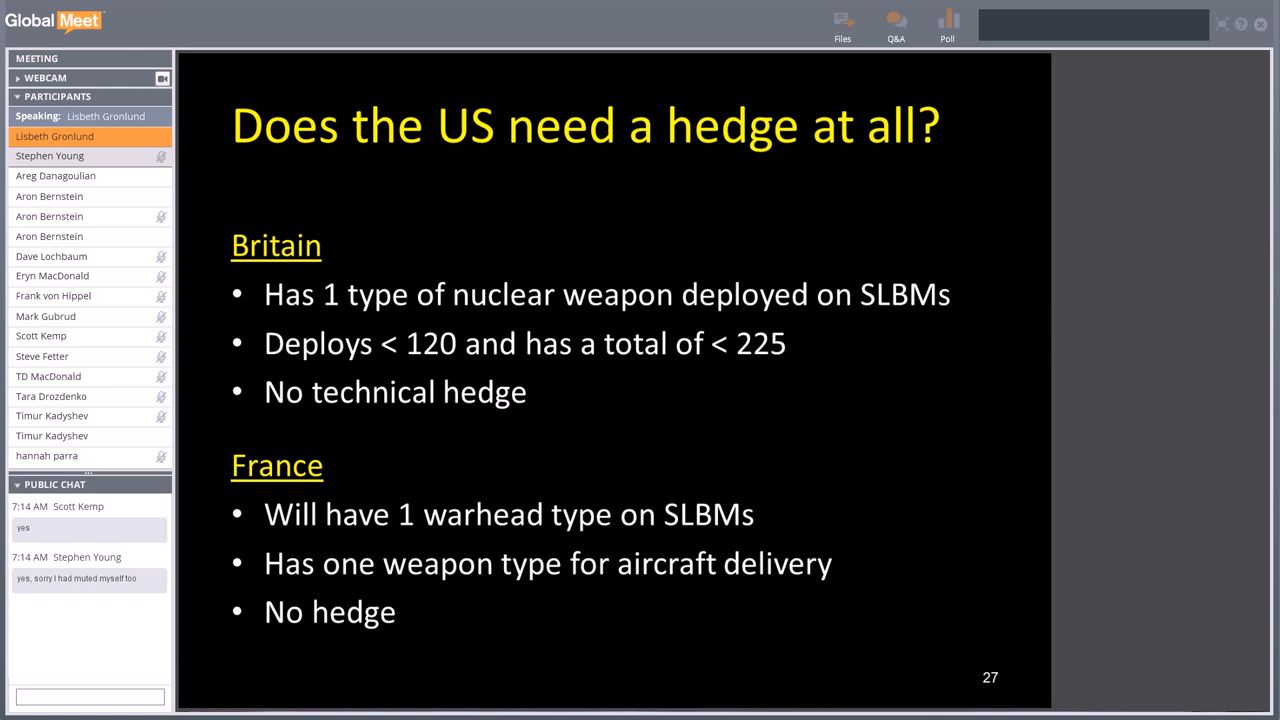 Global Meet
Files
Q&A
Poll
MEETING
WEBCAM
PARTICIPANTS
Speaking: Lisbeth Gronlund
Lisbeth Gronlund
Stephen Young
Areg Danagoulian
Aron Bernstein
Aron Bernstein
Aron Bernstein
Dave Lochbaum
Eryn MacDonald
Frank von Hippel
Mark Gubrud
Scott Kemp
Steve Fetter
TD MacDonald
Tara Drozdenko
Timur Kadyshev
Timur Kadyshev
hannah parra
PUBLIC CHAT
7:14 AM Scott Kemp
yes
7:14 AM Stephen Young
yes, sorry I had muted myself too
Does the US need a hedge at all?
Britain
• Has 1 type of nuclear weapon deployed on SLBMs
• Deploys < 120 and has a total of < 225
• No technical hedge
France
• Will have 1 warhead type on SLBMs
• Has one weapon type for aircraft delivery
• No hedge
27